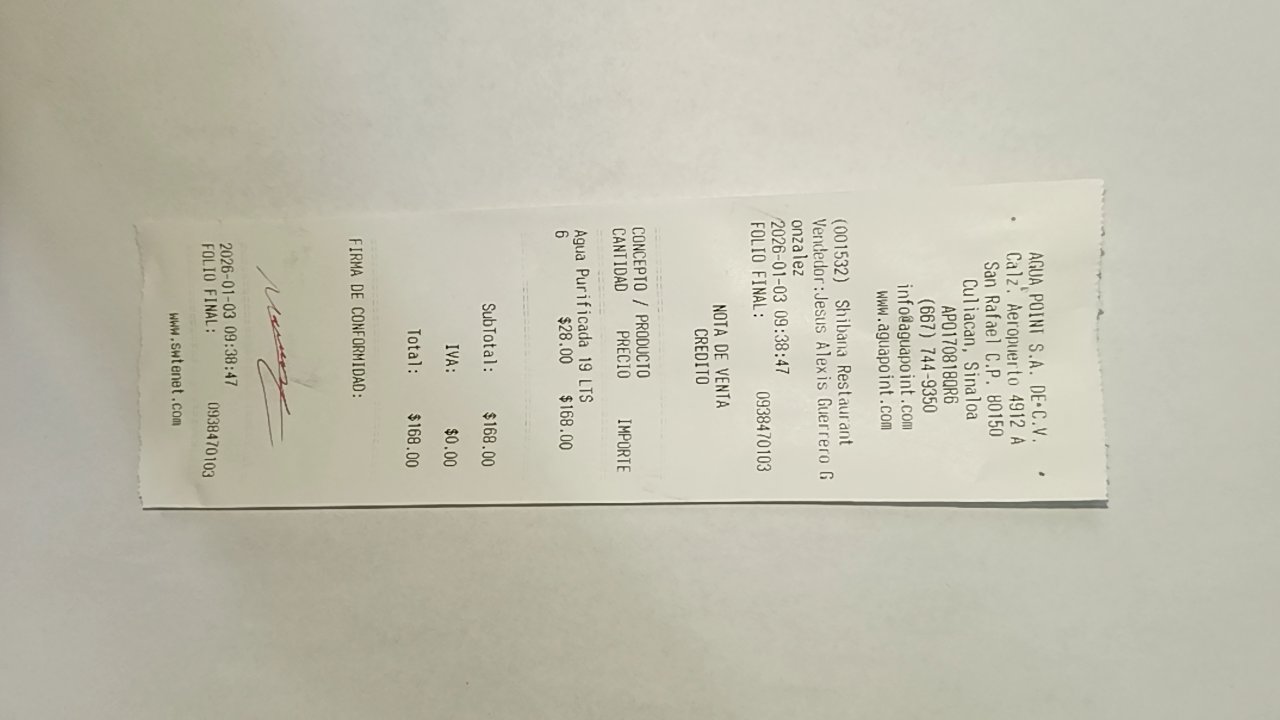 AGUA POINT S.A. DE C.V.
Calz. Aeropuerto 4912 A
San Rafael C.P. 80150
Culiacan, Sinaloa
APO170818QR6
(667) 744-9350
info@aguapoint.com
www.aguapoint.com
(001532) Shilbana Restaurant
Vendedor:Jesus Alexis Guerrero G
onzalez
2026-01-03 09:38:47
FOLIO FINAL: 0938470103
NOTA DE VENTA
CREDITO
CONCEPTO / PRODUCTO
CANTIDAD PRECIO IMPORTE
Agua Purificada 19 LTS
6 $28.00 $168.00
SubTotal: $168.00
IVA: $0.00
Total: $168.00
FIRMA DE CONFORMIDAD:
2026-01-03 09:38:47
FOLIO FINAL: 0938470103
www.swtenet.com